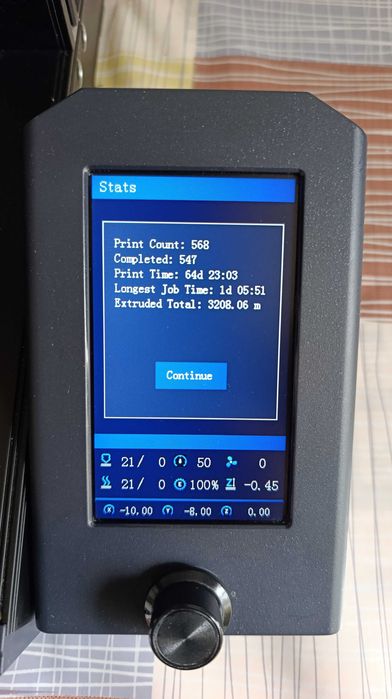 Stats
Print Count: 568
Completed: 547
Print Time: 64d 23:03
Longest Job Time: 1d 05:51
Extruded Total: 3208.06 m
Continue
21/ 0 50 0
21/ 0 100% Z -0.45
X -10.00 Y -8.00 Z 0.00